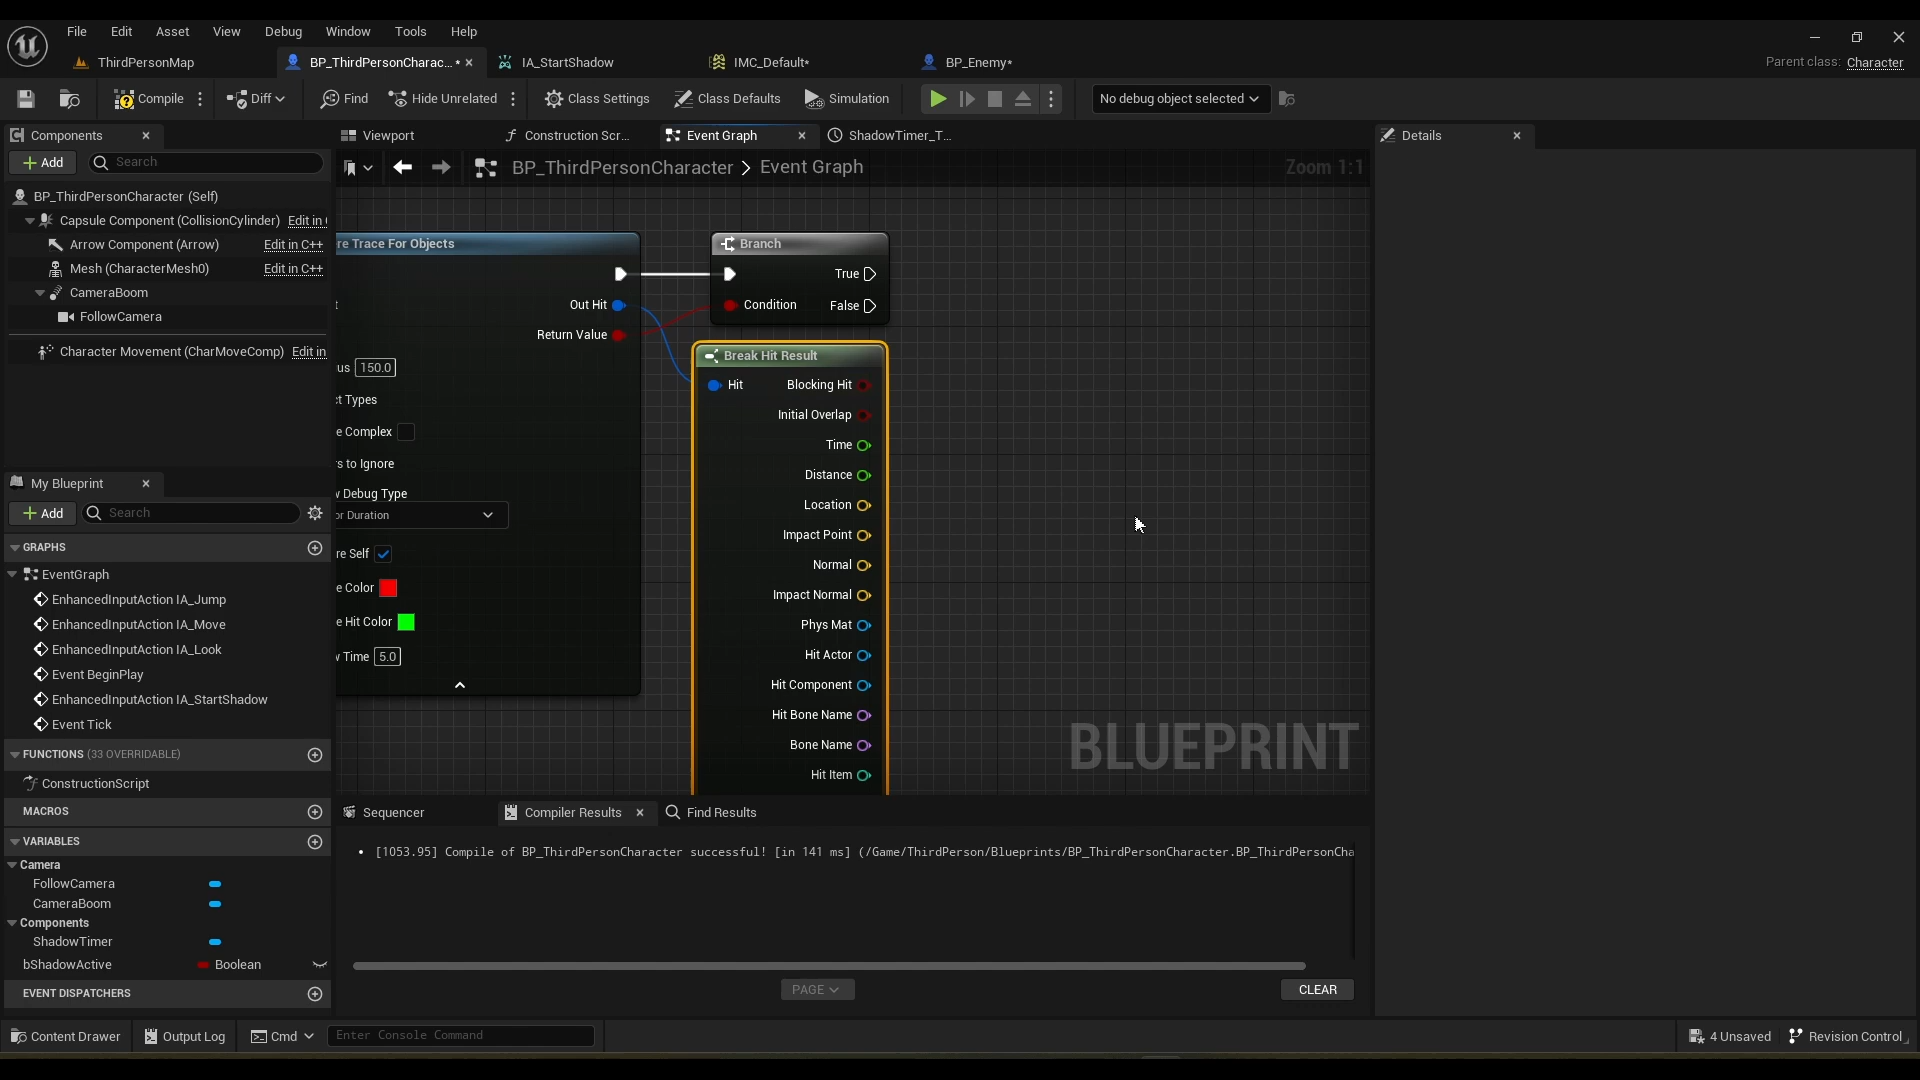 File Edit Asset View Debug Window Tools Help
ThirdPersonMap BP_ThirdPersonCharac... • IA_StartShadow IMC_Default* BP_Enemy* Parent class: Character
Compile Diff Find Hide Unrelated Class Settings Class Defaults Simulation No debug object selected
Components Viewport Construction Scr... Event Graph ShadowTimer_T... Details
Add Search
BP_ThirdPersonCharacter > Event Graph Zoom 1:1
BP_ThirdPersonCharacter (Self)
Capsule Component (CollisionCylinder) Edit in
Arrow Component (Arrow) Edit in C++
Mesh (CharacterMesh0) Edit in C++
CameraBoom
FollowCamera
Character Movement (CharMoveComp) Edit in
re Trace For Objects
Out Hit
Return Value
us 150.0
ct Types
e Complex
s to Ignore
w Debug Type
or Duration
re Self
e Color
e Hit Color
w Time 5.0
Branch
True
Condition False
Break Hit Result
Hit Blocking Hit
Initial Overlap
Time
Distance
Location
Impact Point
Normal
Impact Normal
Phys Mat
Hit Actor
Hit Component
Hit Bone Name
Bone Name
Hit Item
BLUEPRINT
My Blueprint
Add Search
GRAPHS
EventGraph
EnhancedInputAction IA_Jump
EnhancedInputAction IA_Move
EnhancedInputAction IA_Look
Event BeginPlay
EnhancedInputAction IA_StartShadow
Event Tick
FUNCTIONS (33 OVERRIDABLE)
ConstructionScript
MACROS
VARIABLES
Camera
FollowCamera
CameraBoom
Components
ShadowTimer
bShadowActive Boolean
EVENT DISPATCHERS
Sequencer Compiler Results Find Results
• [1053.95] Compile of BP_ThirdPersonCharacter successful! [in 141 ms] (/Game/ThirdPerson/Blueprints/BP_ThirdPersonCharacter.BP_ThirdPersonCha
PAGE CLEAR
Content Drawer Output Log Cmd Enter Console Command 4 Unsaved Revision Control